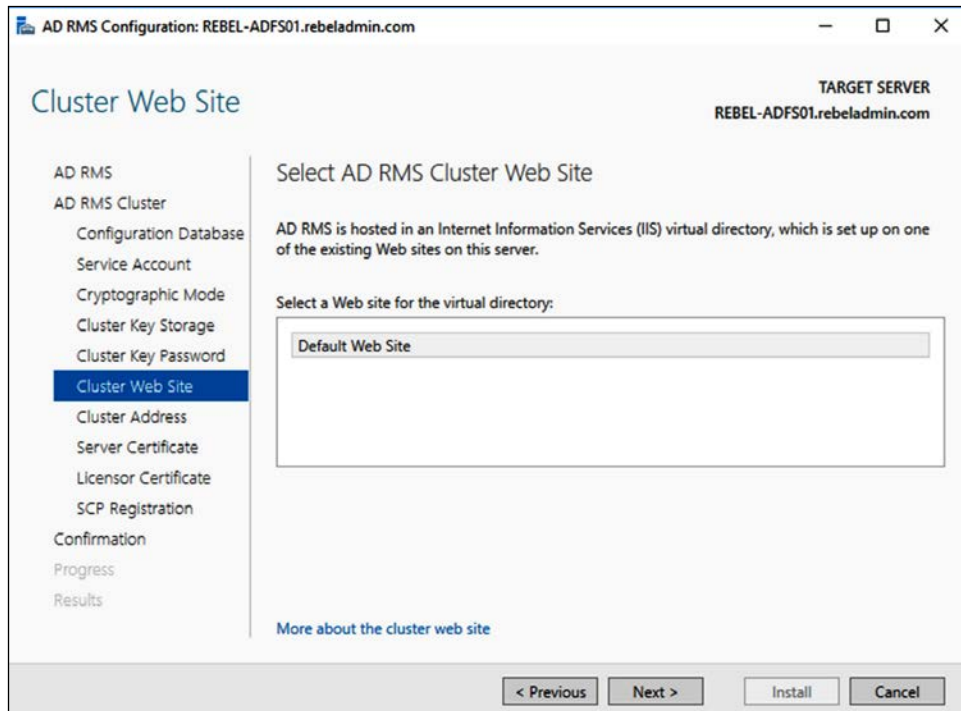 AD RMS Configuration: REBEL-ADFS01.rebeladmin.com
Cluster Web Site
TARGET SERVER
REBEL-ADFS01.rebeladmin.com
AD RMS
AD RMS Cluster
Configuration Database
Service Account
Cryptographic Mode
Cluster Key Storage
Cluster Key Password
Cluster Web Site
Cluster Address
Server Certificate
Licensor Certificate
SCP Registration
Confirmation
Progress
Results
Select AD RMS Cluster Web Site
AD RMS is hosted in an Internet Information Services (IIS) virtual directory, which is set up on one
of the existing Web sites on this server.
Select a Web site for the virtual directory:
Default Web Site
More about the cluster web site
< Previous
Next >
Install
Cancel